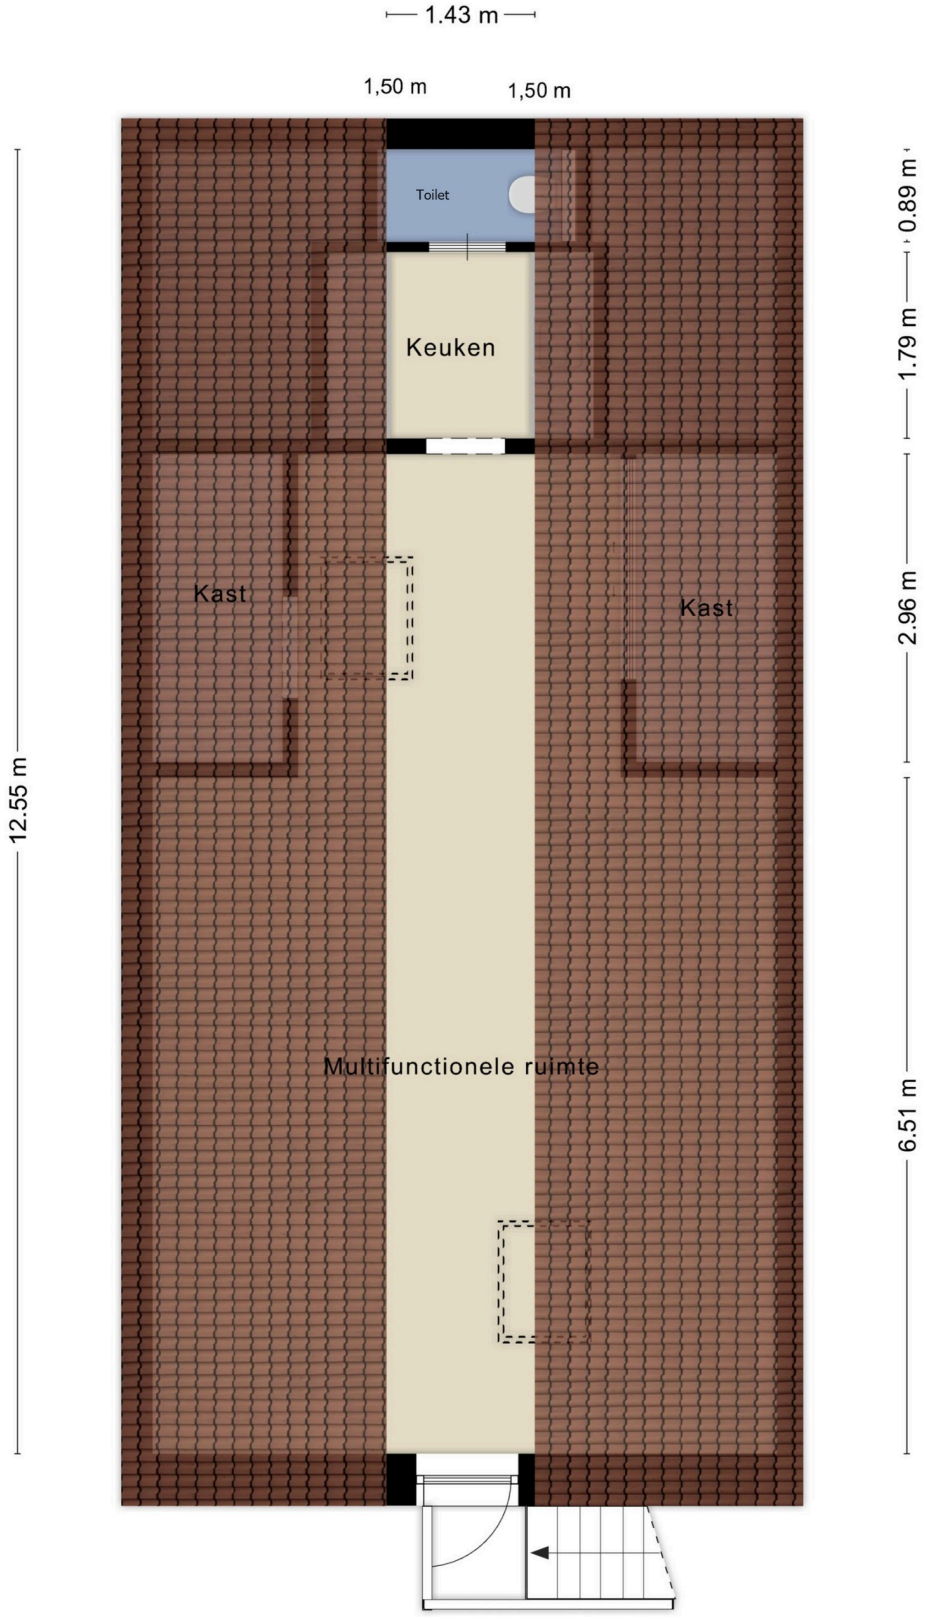 1.43 m
1,50 m
1,50 m
Toilet
0.89 m
Keuken
1.79 m
Kast
Kast
2.96 m
12.55 m
Multifunctionele ruimte
6.51 m